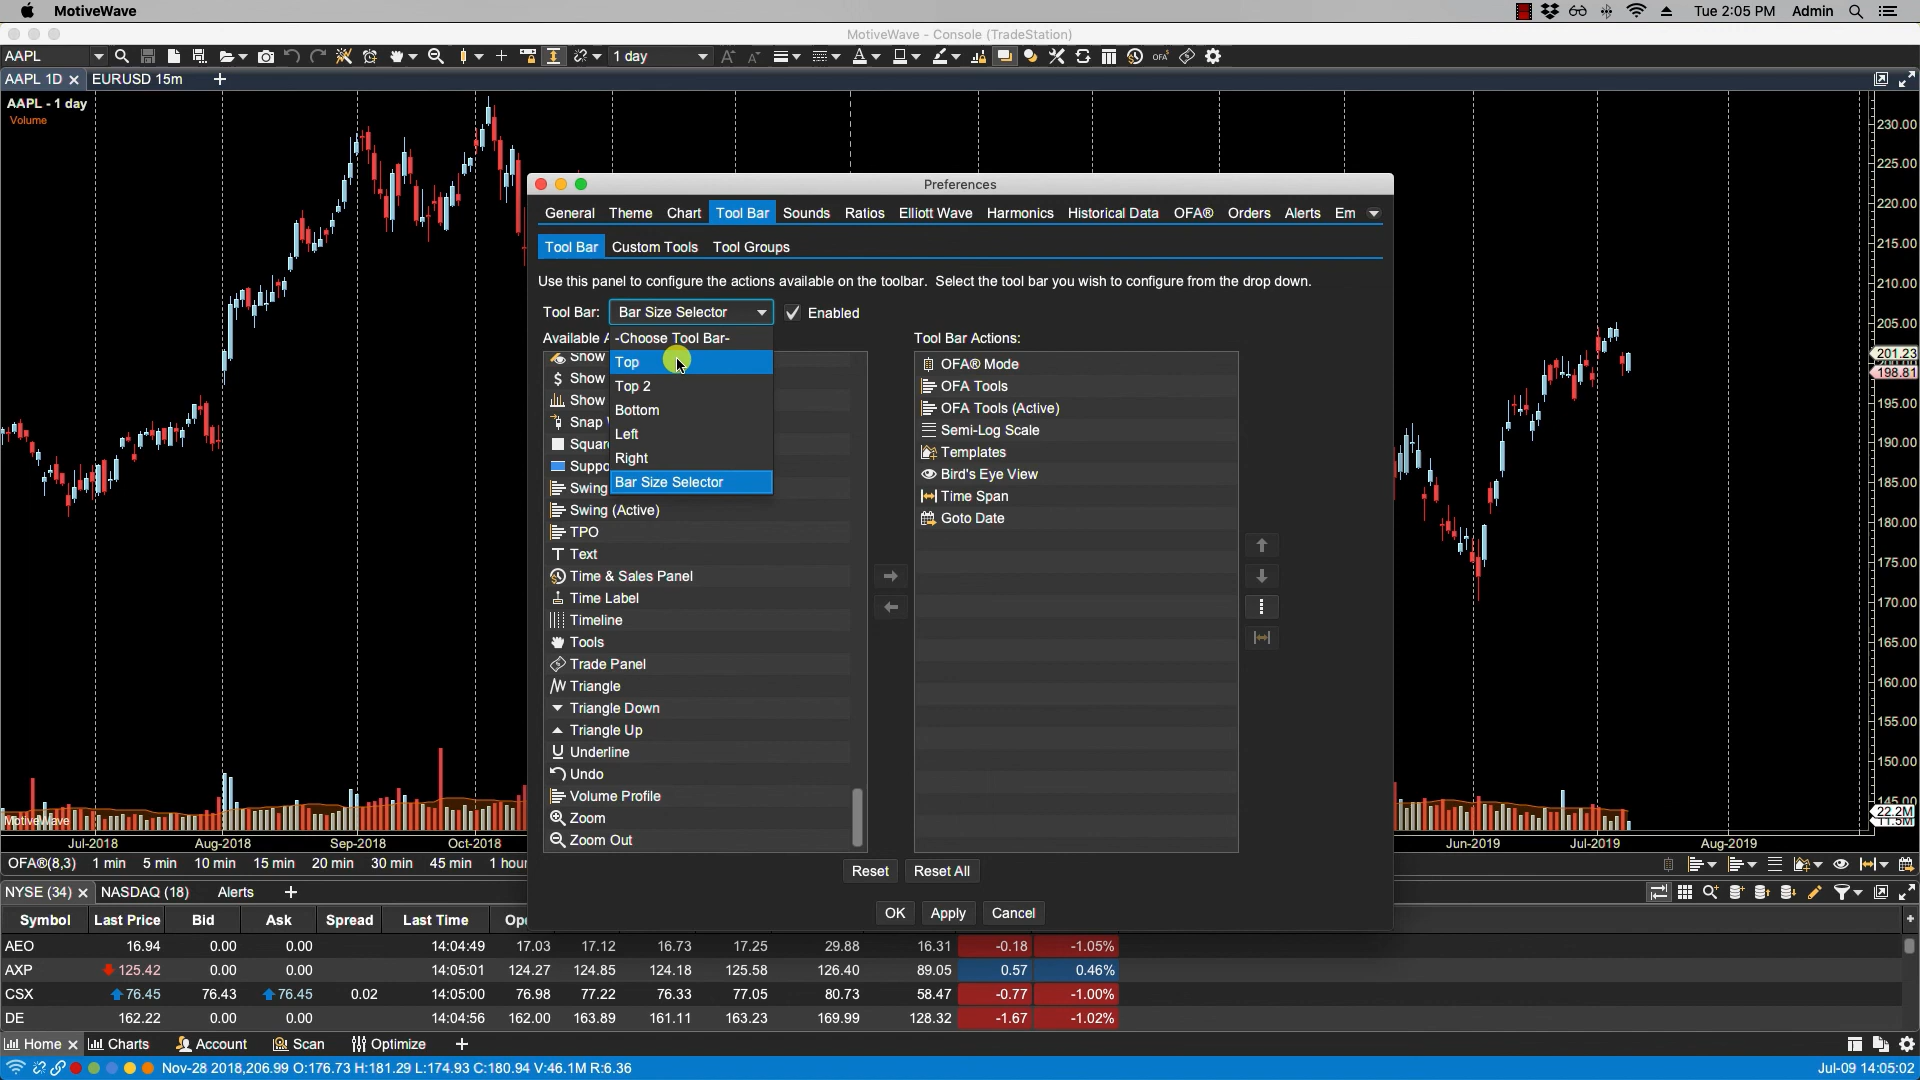 MotiveWave
Tue 2:05 PM Admin
MotiveWave - Console (TradeStation)
AAPL
1 day
OFA
AAPL 1D
EURUSD 15m
AAPL - 1 day
Volume
230.00
225.00
220.00
215.00
210.00
205.00
201.23
198.81
195.00
190.00
185.00
180.00
175.00
170.00
165.00
160.00
155.00
150.00
145.00
22.2M
11.5M
Preferences
General Theme Chart Tool Bar Sounds Ratios Elliott Wave Harmonics Historical Data OFA® Orders Alerts Em
Tool Bar Custom Tools Tool Groups
Use this panel to configure the actions available on the toolbar. Select the tool bar you wish to configure from the drop down.
Tool Bar: Bar Size Selector Enabled
-Choose Tool Bar-
Top
Top 2
Bottom
Left
Right
Bar Size Selector
Available A
Show
Show
Show
Snap
Squar
Suppo
Swing
Swing (Active)
TPO
Text
Time & Sales Panel
Time Label
Timeline
Tools
Trade Panel
Triangle
Triangle Down
Triangle Up
Underline
Undo
Volume Profile
Zoom
Zoom Out
Tool Bar Actions:
OFA® Mode
OFA Tools
OFA Tools (Active)
Semi-Log Scale
Templates
Bird's Eye View
Time Span
Goto Date
Reset Reset All
OK Apply Cancel
MotiveWave
Jul-2018 Aug-2018 Sep-2018 Oct-2018 Jun-2019 Jul-2019 Aug-2019
OFA®(8,3) 1 min 5 min 10 min 15 min 20 min 30 min 45 min 1 hou
NYSE (34) NASDAQ (18) Alerts
Symbol Last Price Bid Ask Spread Last Time Op
AEO 16.94 0.00 0.00 14:04:49 17.03 17.12 16.73 17.25 29.88 16.31 -0.18 -1.05%
AXP 125.42 0.00 0.00 14:05:01 124.27 124.85 124.18 125.58 126.40 89.05 0.57 0.46%
CSX 76.45 76.43 76.45 0.02 14:05:00 76.98 77.22 76.33 77.05 80.73 58.47 -0.77 -1.00%
DE 162.22 0.00 0.00 14:04:56 162.00 163.89 161.11 163.23 169.99 128.32 -1.67 -1.02%
Home Charts Account Scan Optimize
Nov-28 2018,206.99 O:176.73 H:181.29 L:174.93 C:180.94 V:46.1M R:6.36
Jul-09 14:05:02